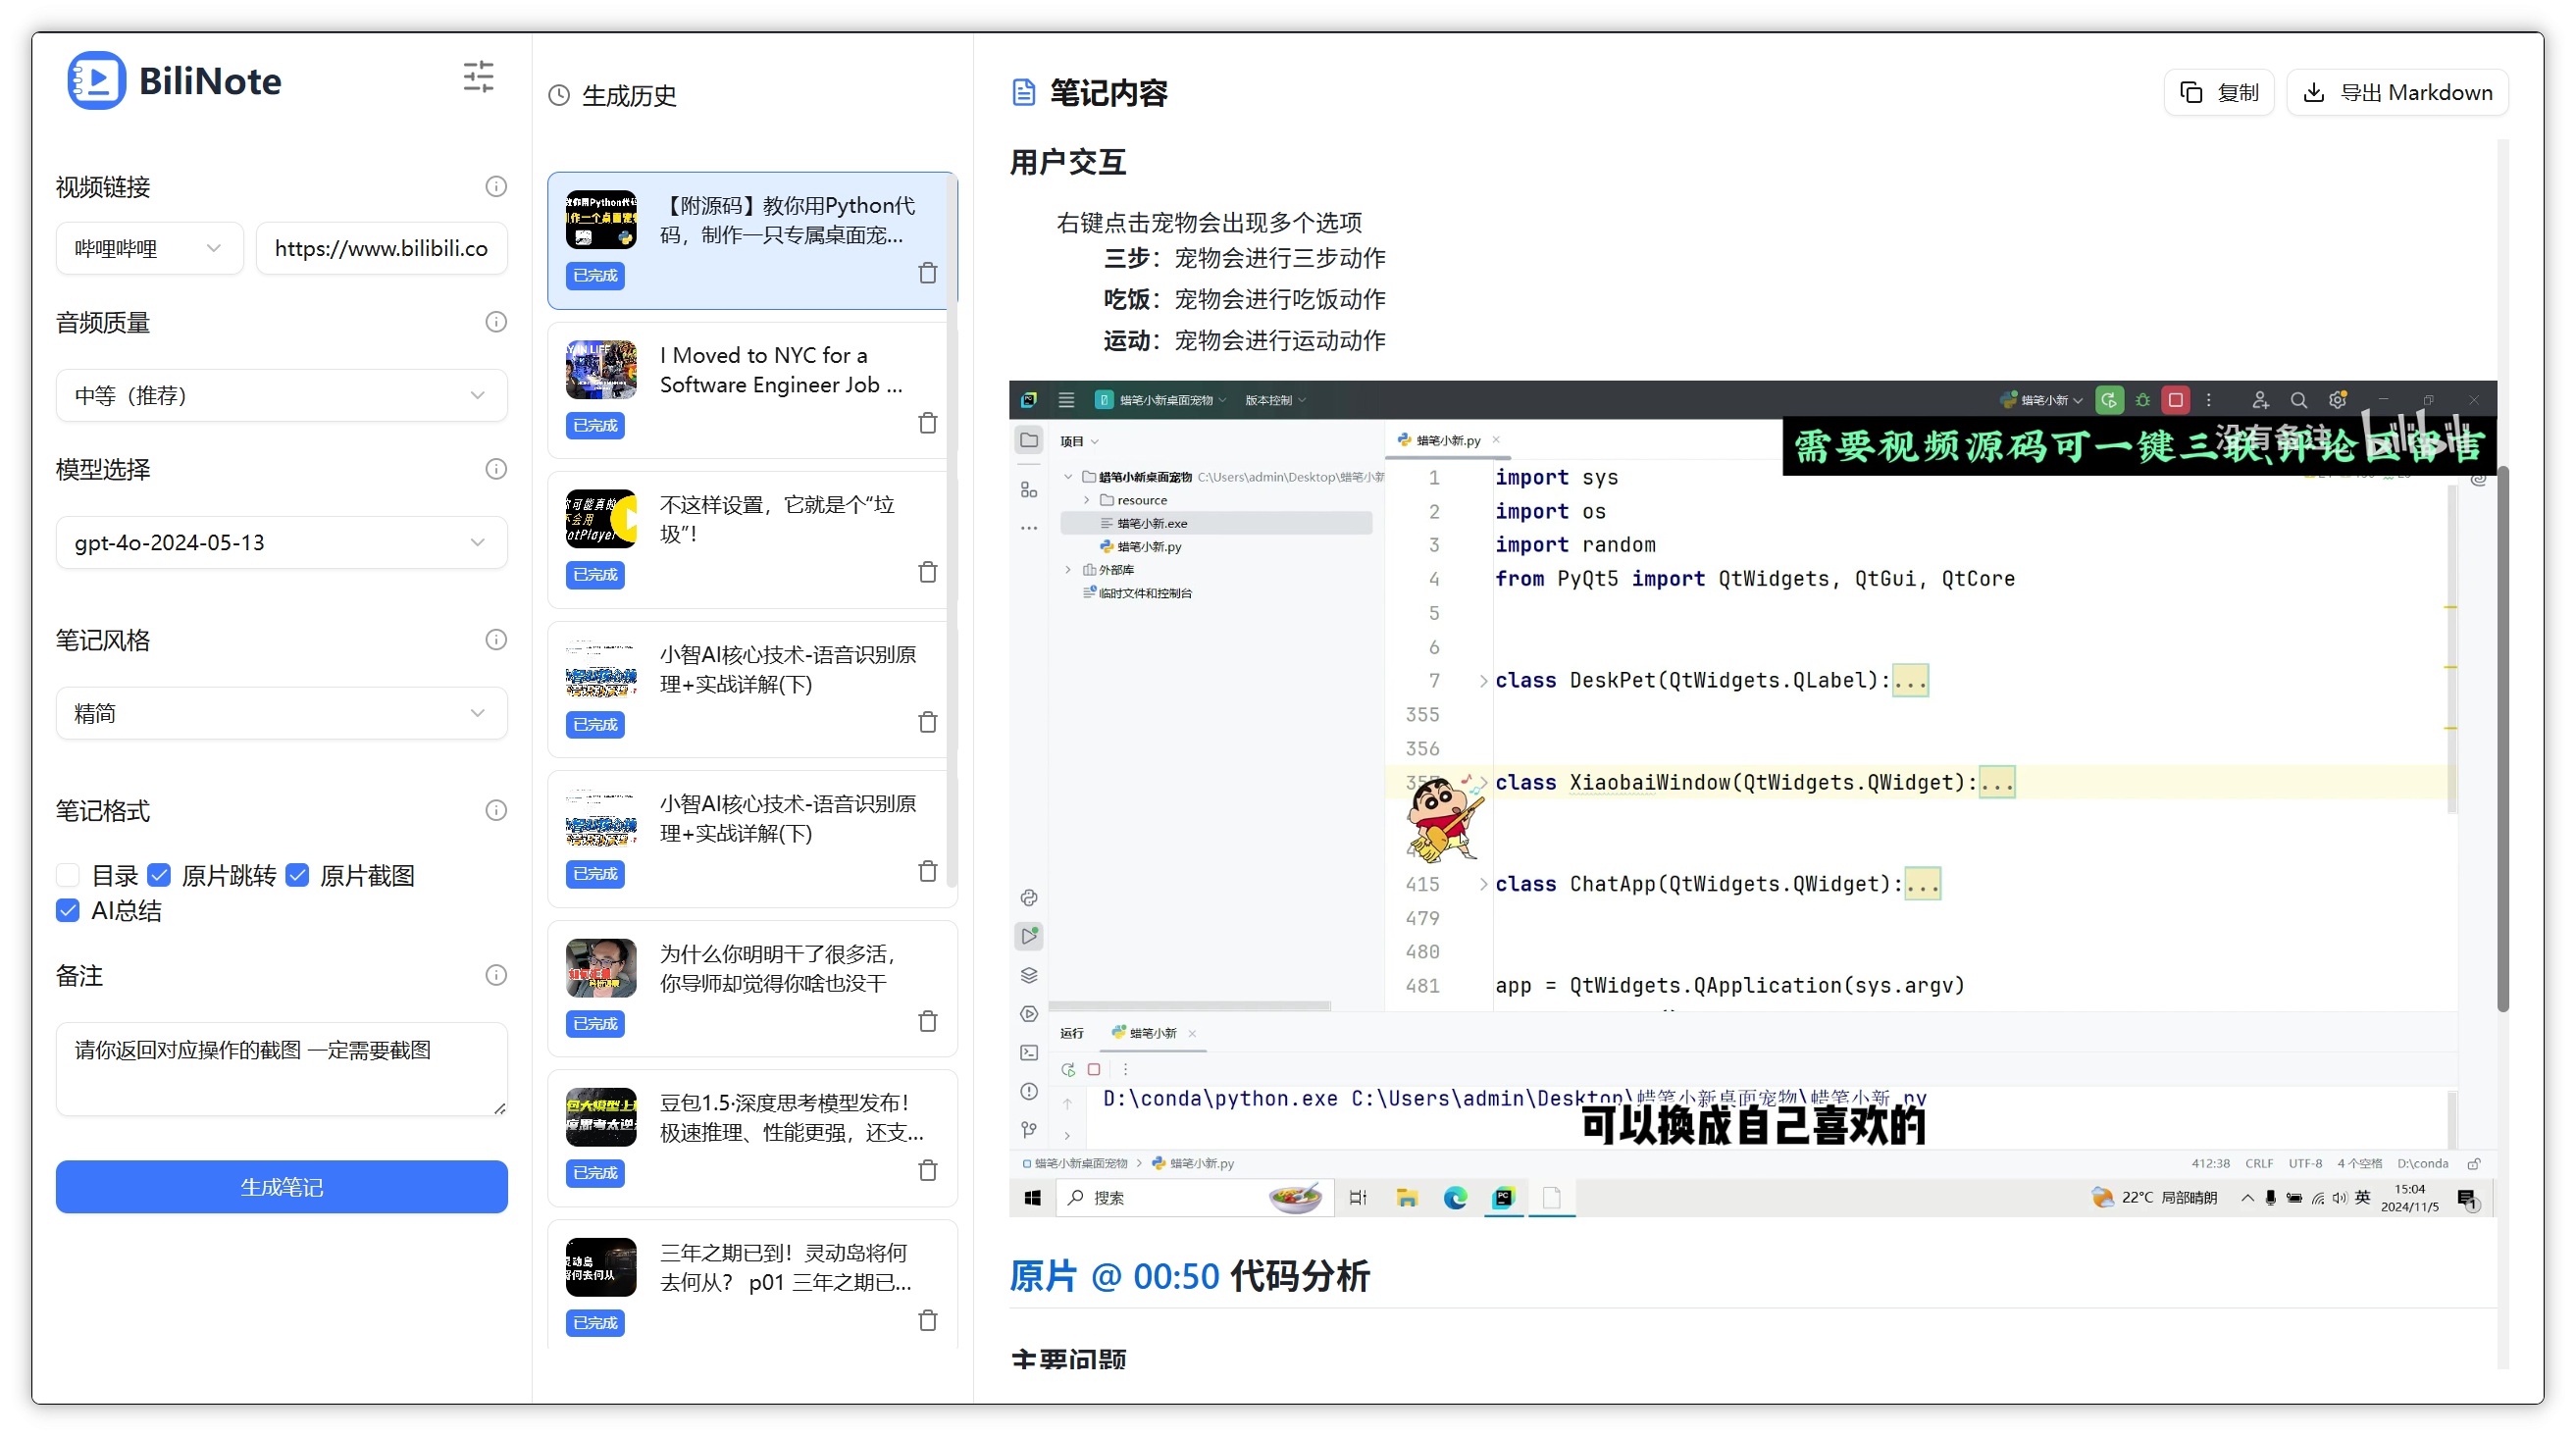 BiliNote
视频链接
哔哩哔哩
https://www.bilibili.co
音频质量
中等（推荐）
模型选择
gpt-4o-2024-05-13
笔记风格
精简
笔记格式
目录 原片跳转 原片截图
AI总结
备注
请你返回对应操作的截图 一定需要截图
生成笔记
生成历史
【附源码】教你用Python代
码，制作一只专属桌面宠...
已完成
I Moved to NYC for a
Software Engineer Job ...
已完成
不这样设置，它就是个“垃
圾”！
已完成
小智AI核心技术-语音识别原
理+实战详解(下)
已完成
小智AI核心技术-语音识别原
理+实战详解(下)
已完成
为什么你明明干了很多活，
你导师却觉得你啥也没干
已完成
豆包1.5·深度思考模型发布！
极速推理、性能更强，还支...
已完成
三年之期已到！灵动岛将何
去何从？ p01 三年之期已...
已完成
笔记内容
复制
导出 Markdown
用户交互
右键点击宠物会出现多个选项
三步：宠物会进行三步动作
吃饭：宠物会进行吃饭动作
运动：宠物会进行运动动作
蜡笔小新桌面宠物 版本控制
蜡笔小新
需要视频源码可一键三联、评论区留言
没有备注
bilibili
项目
蜡笔小新桌面宠物 C:\Users\admin\Desktop\蜡笔小新
resource
蜡笔小新.exe
蜡笔小新.py
外部库
临时文件和控制台
蜡笔小新.py
1 import sys
2 import os
3 import random
4 from PyQt5 import QtWidgets, QtGui, QtCore
5
6
7 class DeskPet(QtWidgets.QLabel):...
355
356
357 class XiaobaiWindow(QtWidgets.QWidget):...
415 class ChatApp(QtWidgets.QWidget):...
479
480
481 app = QtWidgets.QApplication(sys.argv)
运行 蜡笔小新
D:\conda\python.exe C:\Users\admin\Desktop\蜡笔小新桌面宠物\蜡笔小新.py
可以换成自己喜欢的
蜡笔小新桌面宠物 蜡笔小新.py
412:38 CRLF UTF-8 4个空格 D:\conda
搜索
22°C 局部晴朗
英
15:04
2024/11/5
1
原片 @ 00:50 代码分析
主要问题